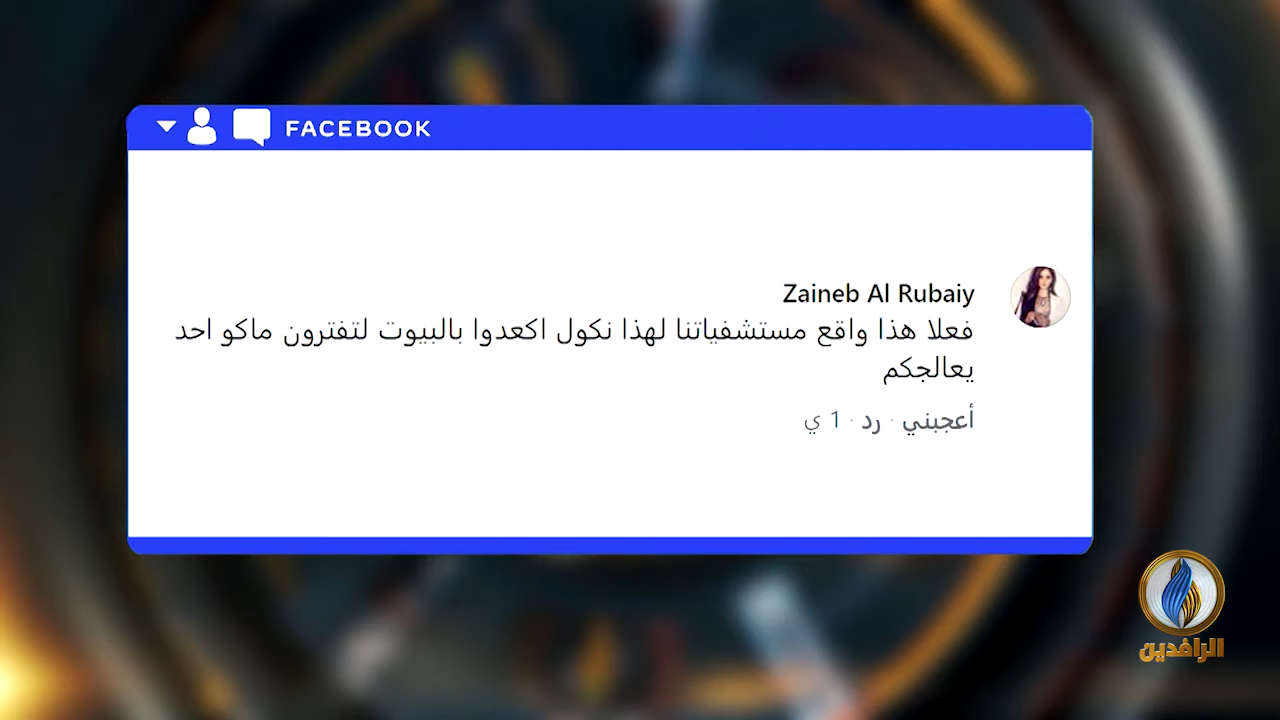 FACEBOOK
Zaineb Al Rubaiy
فعلا هذا واقع مستشفياتنا لهذا نكول اكعدوا بالبيوت لتفترون ماكو احد
يعالجكم
أعجبني · رد · 1 ي
الرافدين